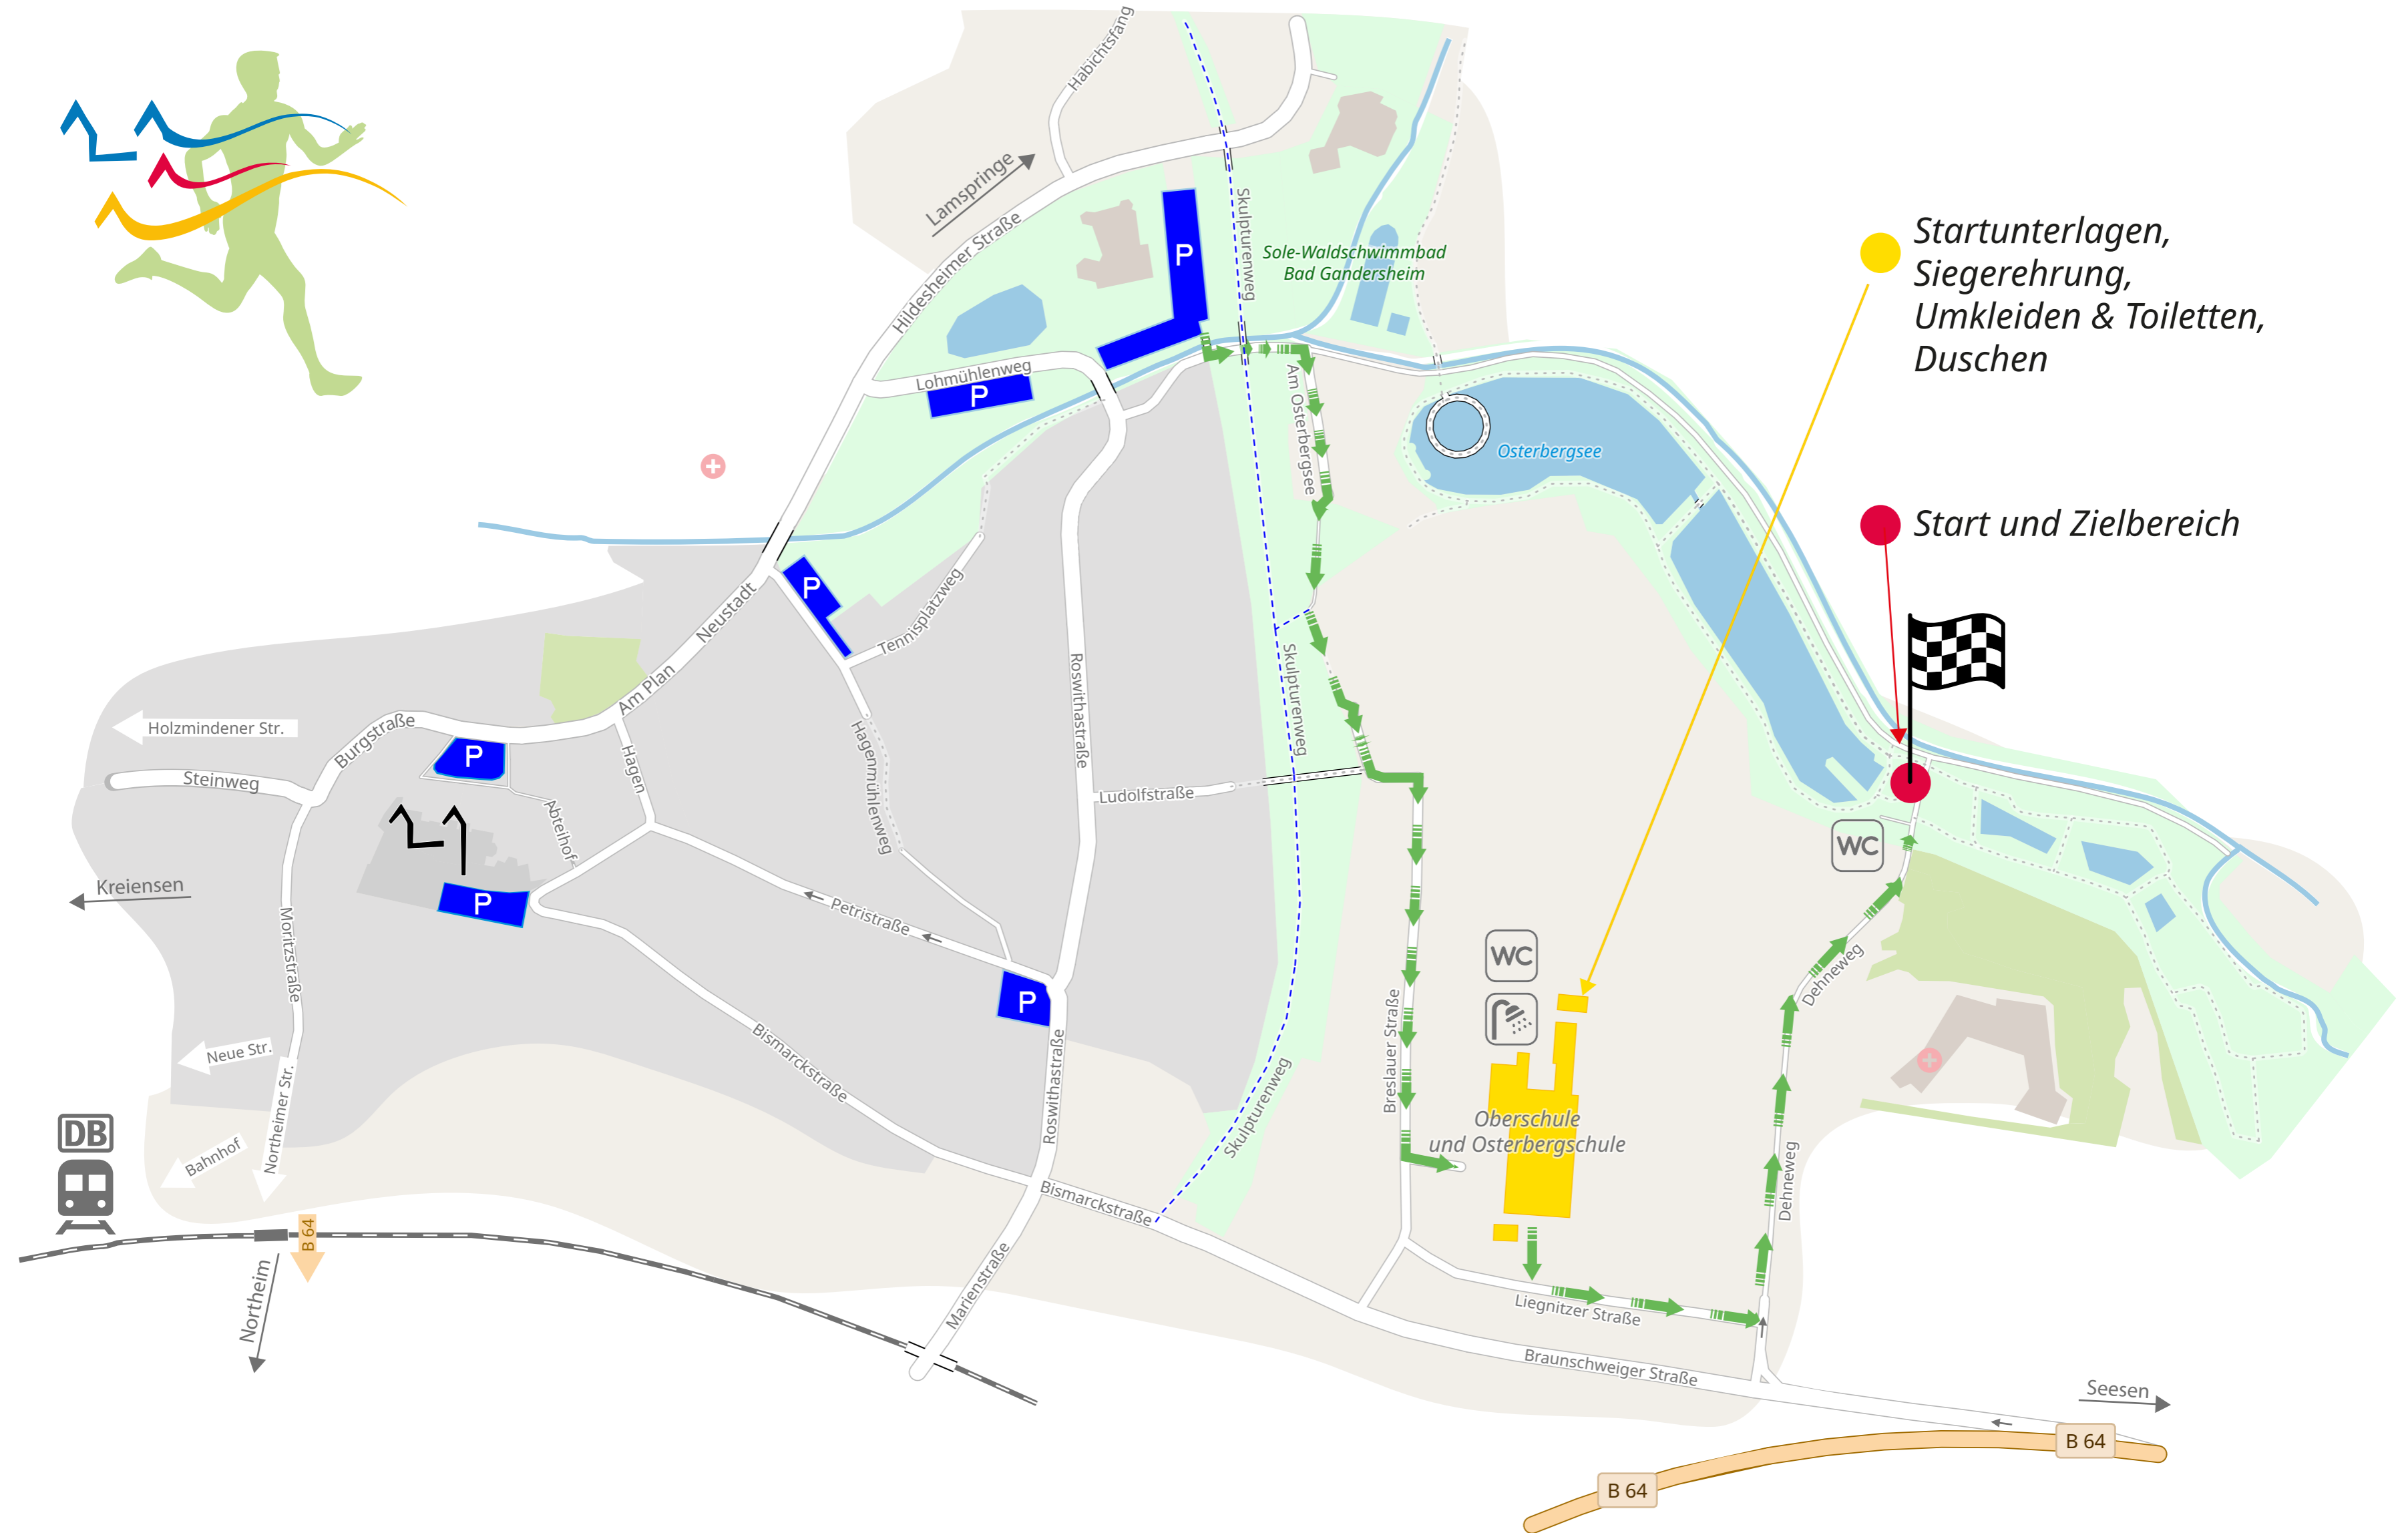 Habichtsfang
Lamspringe
Hildesheimer Straße
Skulpturenweg
P
Sole-Waldschwimmbad
Bad Gandersheim
Startunterlagen,
Siegerehrung,
Umkleiden & Toiletten,
Duschen
Lohmühlenweg
P
Am Osterbergsee
Osterbergsee
Start und Zielbereich
P
Neustadt
Tennisplatzweg
Am Plan
Roswithastraße
Skulpturenweg
Holzmindener Str.
Burgstraße
P
Hagen
Hagenmühlenweg
Steinweg
Abteihof
Ludolfstraße
WC
Kreiensen
P
Petristraße
Moritzstraße
WC
Dehneweg
P
Breslauer Straße
Neue Str.
Bismarckstraße
Roswithastraße
Skulpturenweg
Northeimer Str.
Oberschule
und Osterbergschule
DB
Bahnhof
Dehneweg
Bismarckstraße
B 64
Northeim
Marienstraße
Liegnitzer Straße
Braunschweiger Straße
Seesen
B 64
B 64